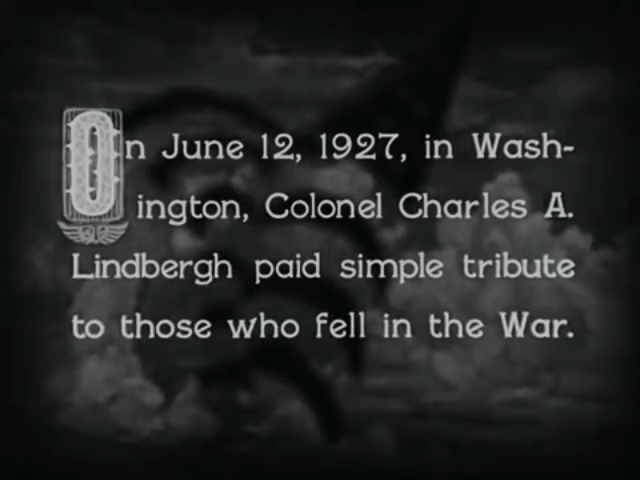 On June 12, 1927, in Wash-
ington, Colonel Charles A.
Lindbergh paid simple tribute
to those who fell in the War.